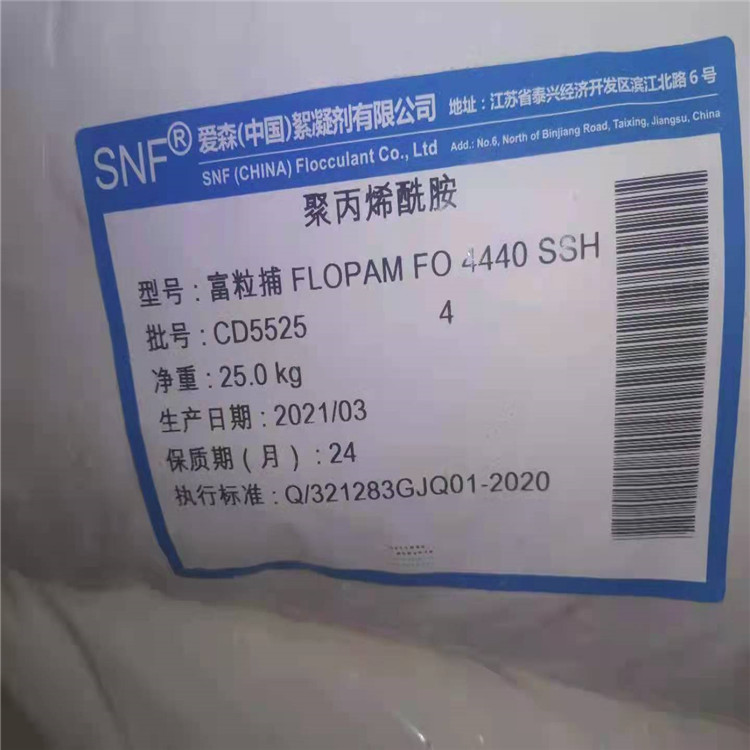 SNF® 爱森(中国)絮凝剂有限公司 地址:江苏省泰兴经济开发区滨江北路6号
SNF (CHINA) Flocculant Co., Ltd Add.: No.6, North of Binjiang Road, Taixing, Jiangsu, China
聚丙烯酰胺
型号:富粒捕 FLOPAM FO 4440 SSH
批号:CD5525 4
净重:25.0 kg
生产日期:2021/03
保质期(月):24
执行标准:Q/321283GJQ01-2020